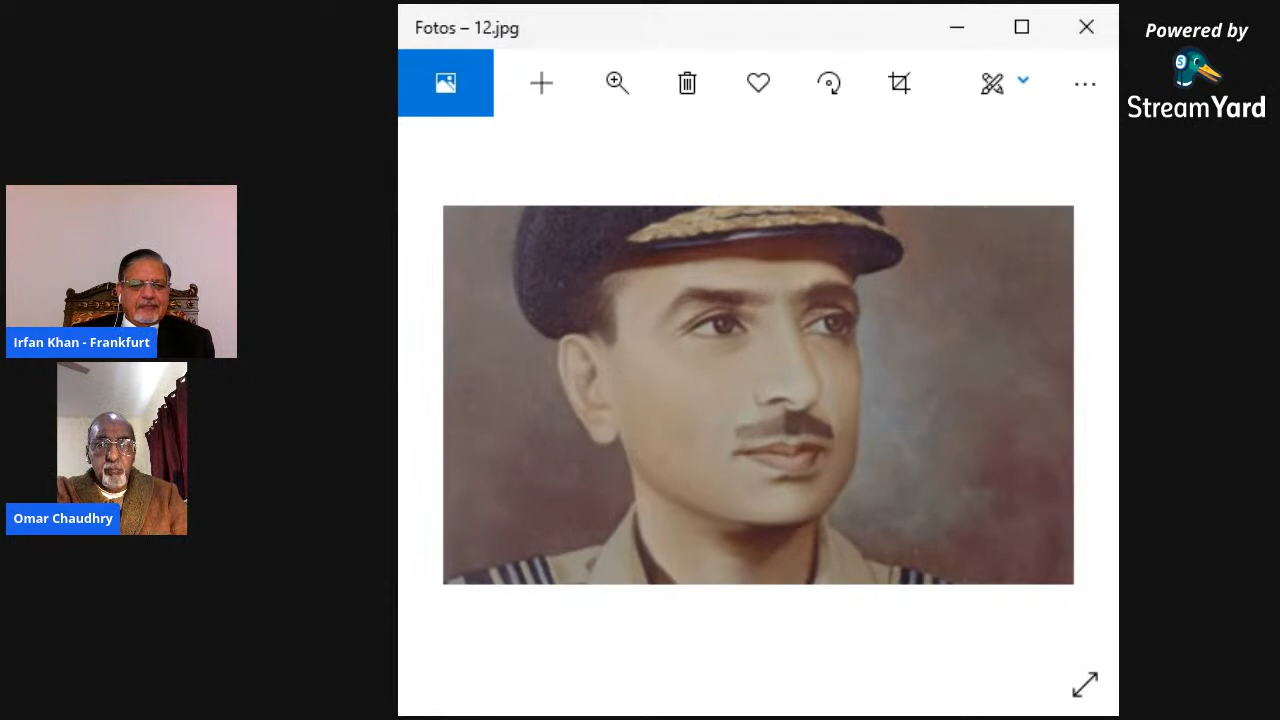 Fotos – 12.jpg
Powered by
StreamYard
Irfan Khan - Frankfurt
Omar Chaudhry